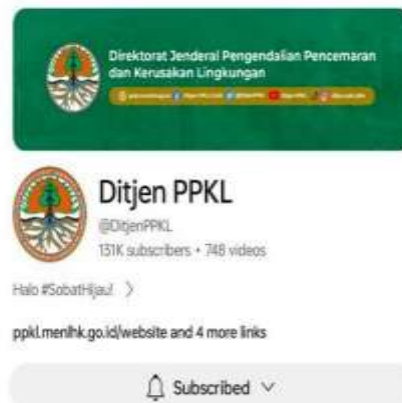 Direktorat Jenderal Pengendalian Pencemaran
dan Kerusakan Lingkungan
Ditjen PPKL
@DitjenPPKL
131K subscribers • 748 videos
Halo #SobatHijau! >
ppkl.menlhk.go.id/website and 4 more links
Subscribed